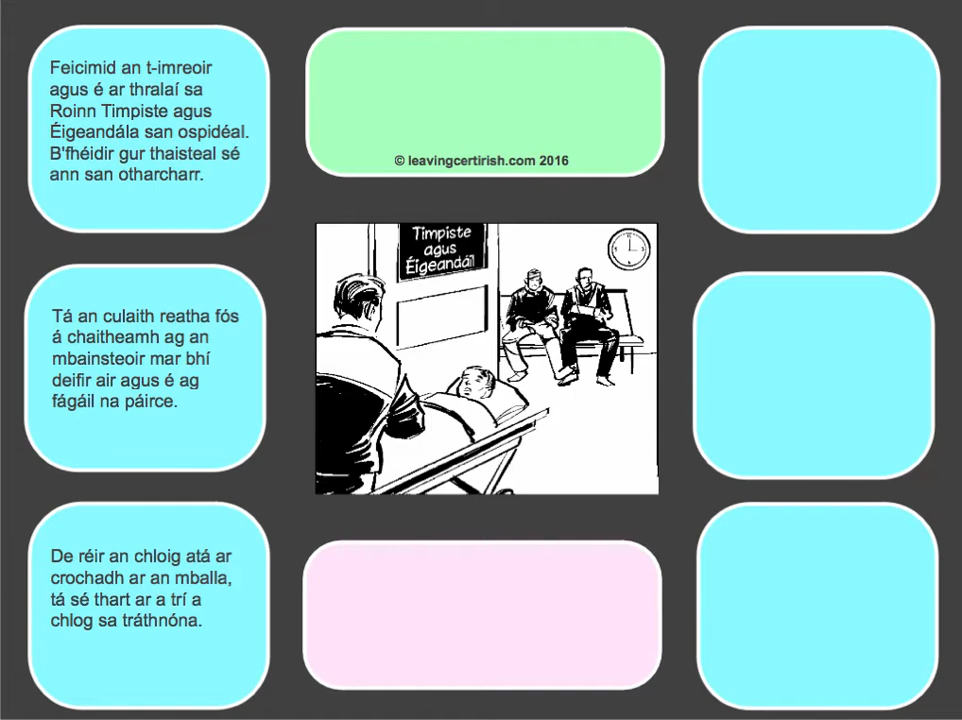 Feicimid an t-imreoir
agus é ar thralaí sa
Roinn Timpiste agus
Éigeandála san ospidéal.
B'fhéidir gur thaisteal sé
ann san otharcharr.
© leavingcertirish.com 2016
Timpiste
agus
Éigeandáil
Tá an culaith reatha fós
á chaitheamh ag an
mbainsteoir mar bhí
deifir air agus é ag
fágáil na páirce.
De réir an chloig atá ar
crochadh ar an mballa,
tá sé thart ar a trí a
chlog sa tráthnóna.